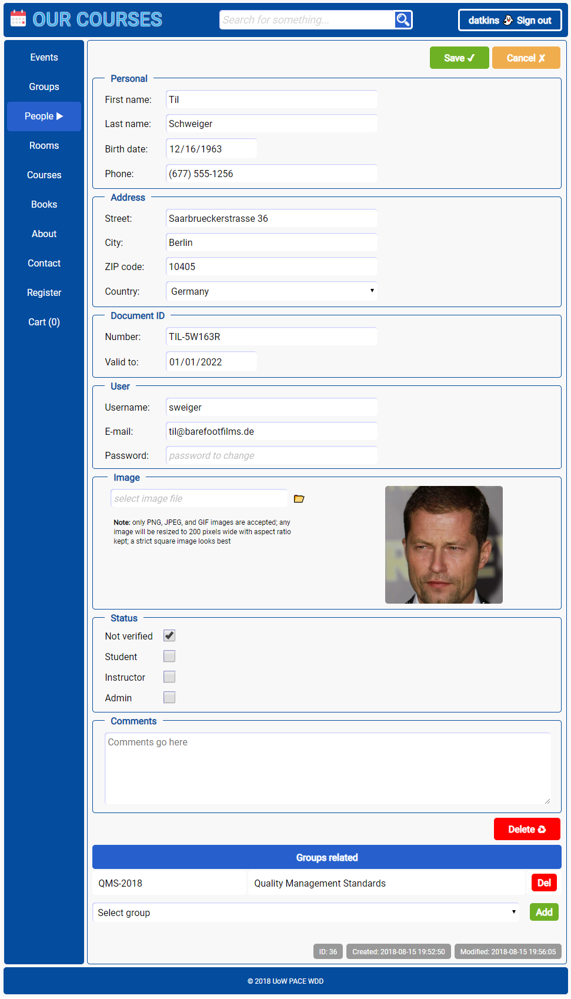 OUR COURSES
Search for something...
datkins Sign out
Events
Groups
People ▶
Rooms
Courses
Books
About
Contact
Register
Cart (0)
Save ✔
Cancel ✘
Personal
First name: Til
Last name: Schweiger
Birth date: 12/16/1963
Phone: (677) 555-1256
Address
Street: Saarbrueckerstrasse 36
City: Berlin
ZIP code: 10405
Country: Germany
Document ID
Number: TIL-5W163R
Valid to: 01/01/2022
User
Username: sweiger
E-mail: til@barefootfilms.de
Password: password to change
Image
select image file
Note: only PNG, JPEG, and GIF images are accepted; any
image will be resized to 200 pixels wide with aspect ratio
kept; a strict square image looks best
Status
Not verified
Student
Instructor
Admin
Comments
Comments go here
Delete ♻
Groups related
QMS-2018 Quality Management Standards Del
Select group Add
ID: 36 Created: 2018-08-15 19:52:50 Modified: 2018-08-15 19:56:05
© 2018 UoW PACE WDD